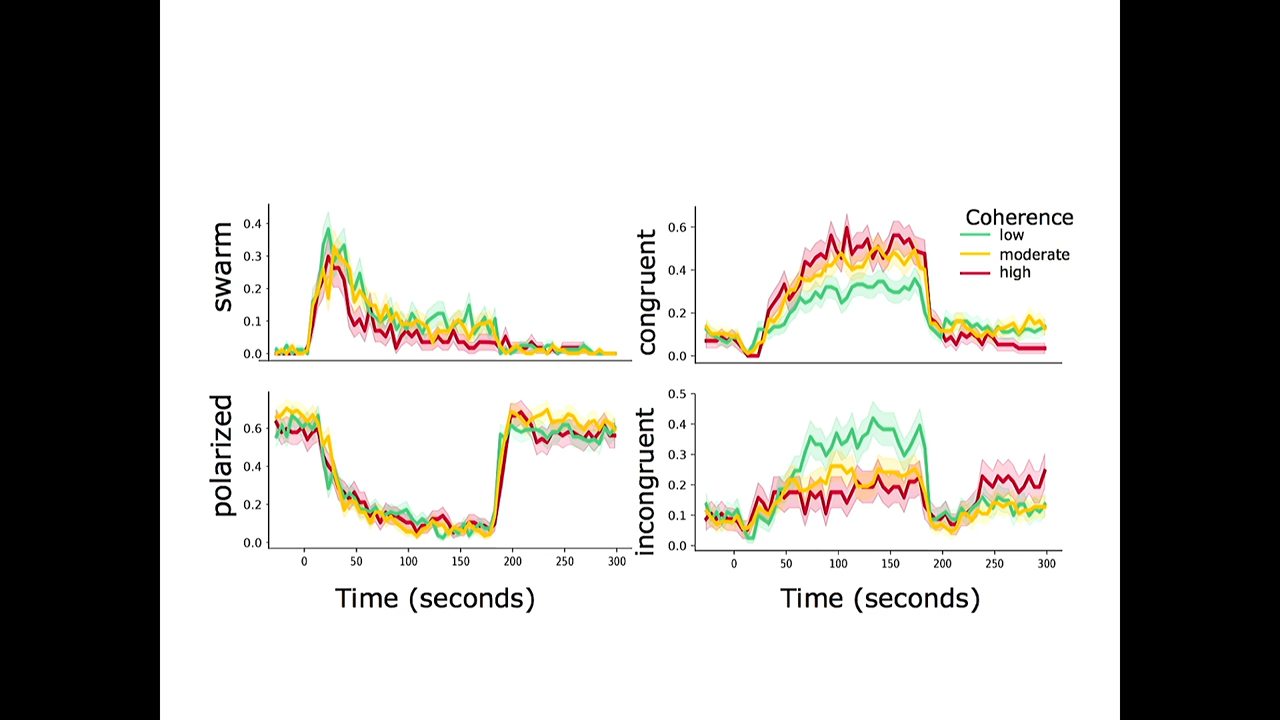 swarm
0.4
0.3
0.2
0.1
0.0
congruent
0.6
0.4
0.2
0.0
Coherence
low
moderate
high
polarized
0.6
0.4
0.2
0.0
0 50 100 150 200 250 300
Time (seconds)
incongruent
0.5
0.4
0.3
0.2
0.1
0.0
0 50 100 150 200 250 300
Time (seconds)